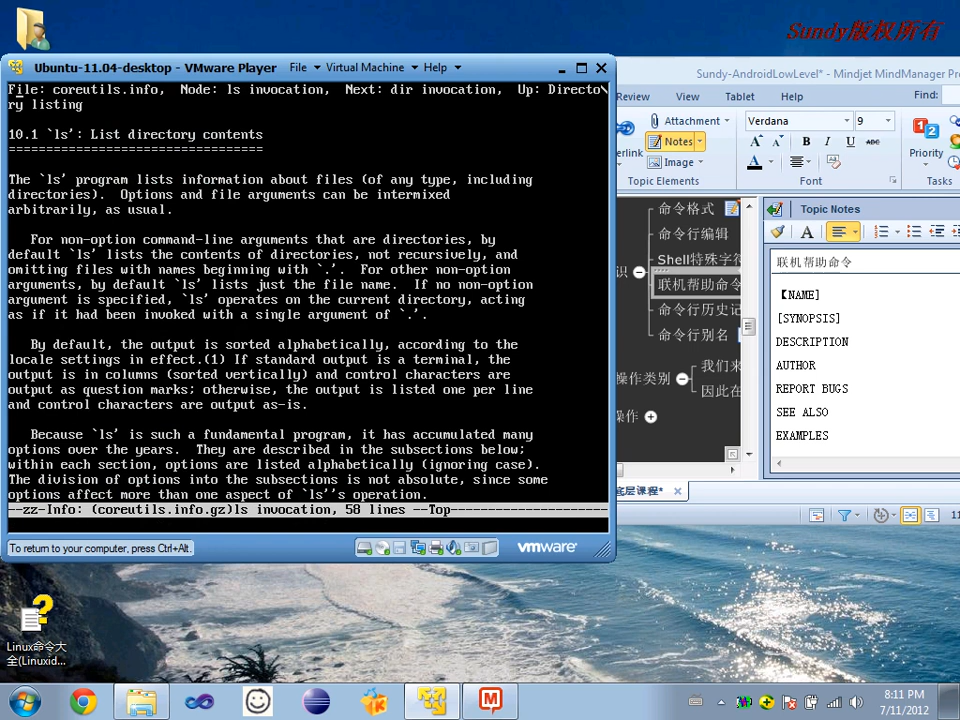 Sundy版权所有
Ubuntu-11.04-desktop - VMware Player File Virtual Machine Help
File: coreutils.info, Node: ls invocation, Next: dir invocation, Up: Directo\
ry listing
10.1 `ls': List directory contents
==================================
The `ls' program lists information about files (of any type, including
directories). Options and file arguments can be intermixed
arbitrarily, as usual.
For non-option command-line arguments that are directories, by
default `ls' lists the contents of directories, not recursively, and
omitting files with names beginning with `.'. For other non-option
arguments, by default `ls' lists just the file name. If no non-option
argument is specified, `ls' operates on the current directory, acting
as if it had been invoked with a single argument of `.'.
By default, the output is sorted alphabetically, according to the
locale settings in effect.(1) If standard output is a terminal, the
output is in columns (sorted vertically) and control characters are
output as question marks; otherwise, the output is listed one per line
and control characters are output as-is.
Because `ls' is such a fundamental program, it has accumulated many
options over the years. They are described in the subsections below;
within each section, options are listed alphabetically (ignoring case).
The division of options into the subsections is not absolute, since some
options affect more than one aspect of `ls''s operation.
--zz-Info: (coreutils.info.gz)ls invocation, 58 lines --Top----------------------
To return to your computer, press Ctrl+Alt.
vmware
Sundy-AndroidLowLevel* - Mindjet MindManager Pro
Review View Tablet Help Find:
Attachment Verdana 9
erlink Notes B I U abc
Image A Priority
Topic Elements Font Tasks
命令格式
命令行编辑
Shell特殊字符
识
联机帮助命令
命令行历史记
命令行别名
我们来
操作类别
因此在
操作
Topic Notes
A
联机帮助命令
【NAME]
[SYNOPSIS]
DESCRIPTION
AUTHOR
REPORT BUGS
SEE ALSO
EXAMPLES
底层课程*
11
Linux命令大
全(Linuxid...
8:11 PM
7/11/2012